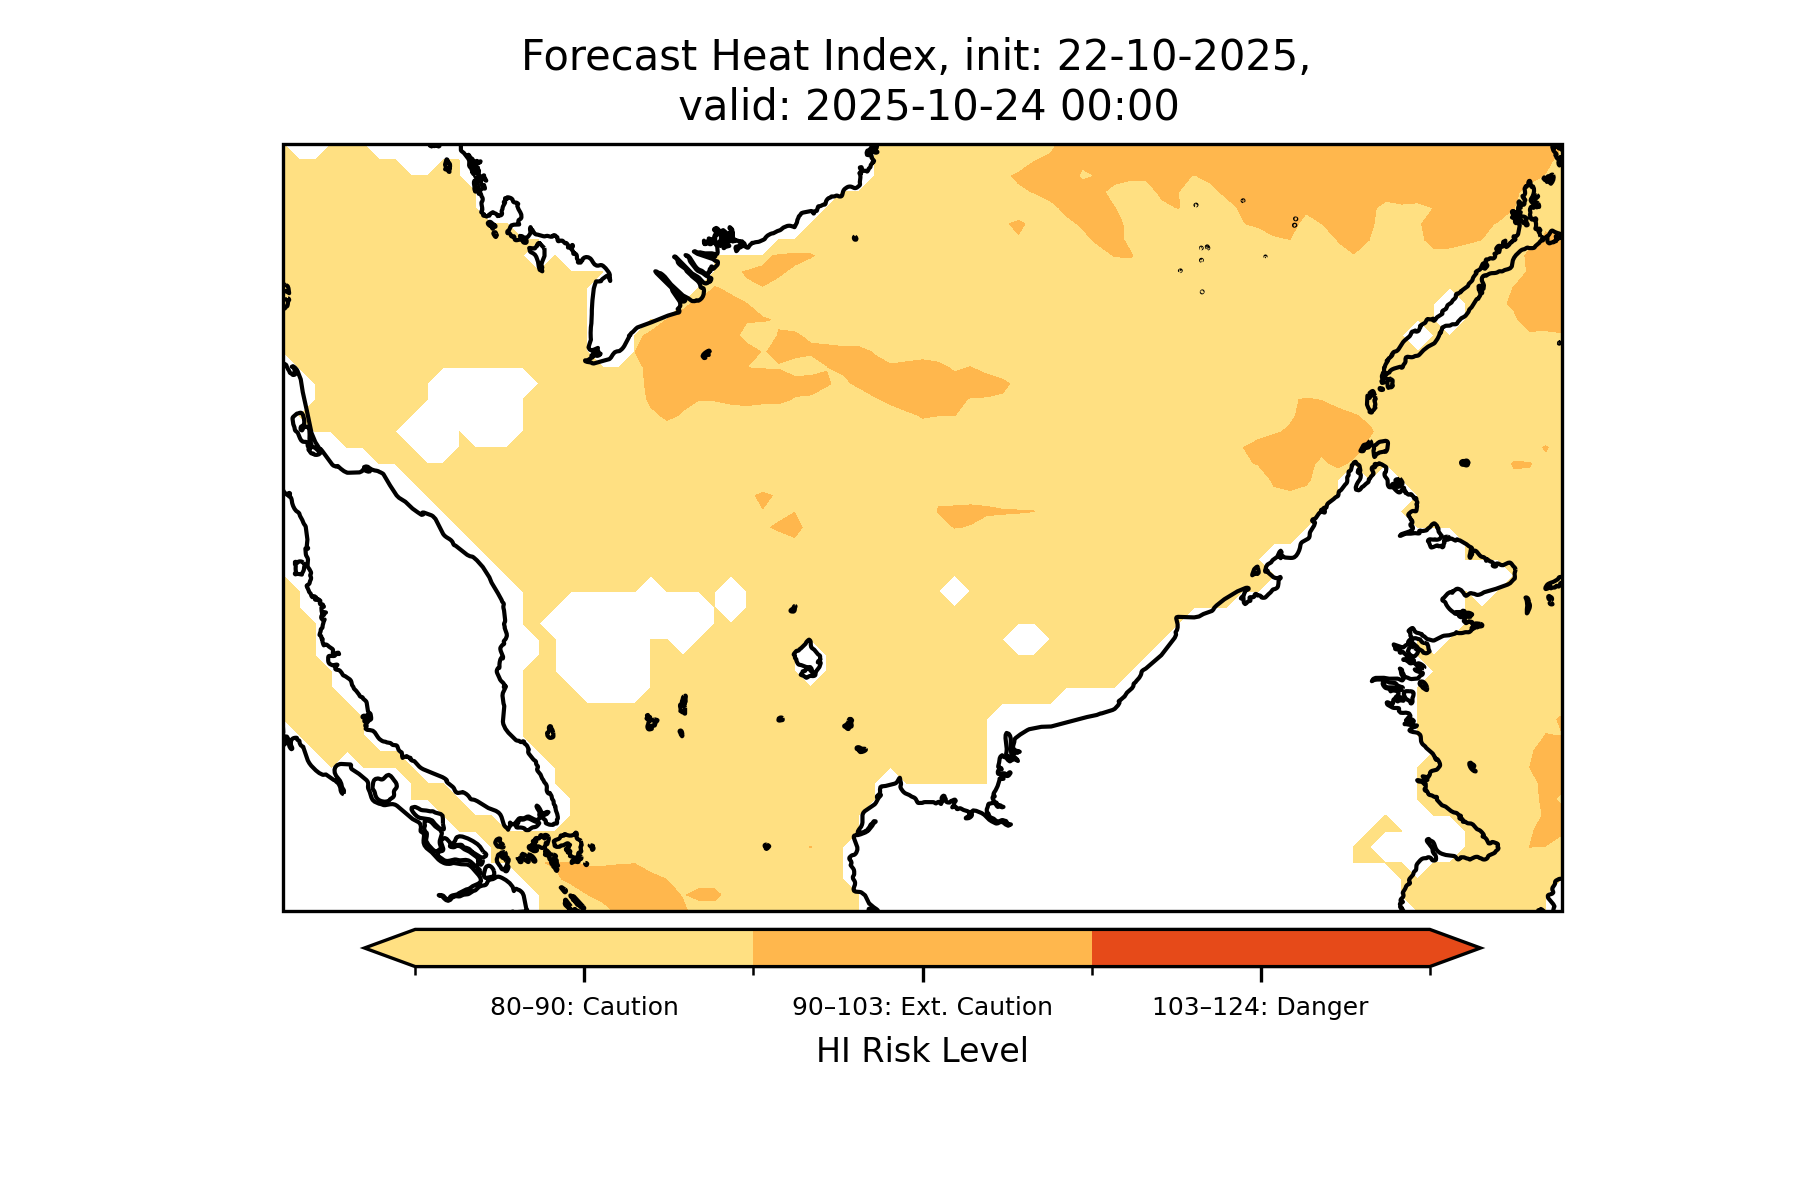 Forecast Heat Index, init: 22-10-2025,
valid: 2025-10-24 00:00
80–90: Caution
90–103: Ext. Caution
103–124: Danger
HI Risk Level